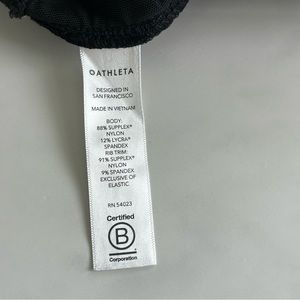 ATHLETA
DESIGNED IN
SAN FRANCISCO
MADE IN VIETNAM
BODY:
88% SUPPLEX®
NYLON
12% LYCRA®
SPANDEX
RIB TRIM:
91% SUPPLEX®
NYLON
9% SPANDEX
EXCLUSIVE OF
ELASTIC
RN 54023
Certified
B
Corporation